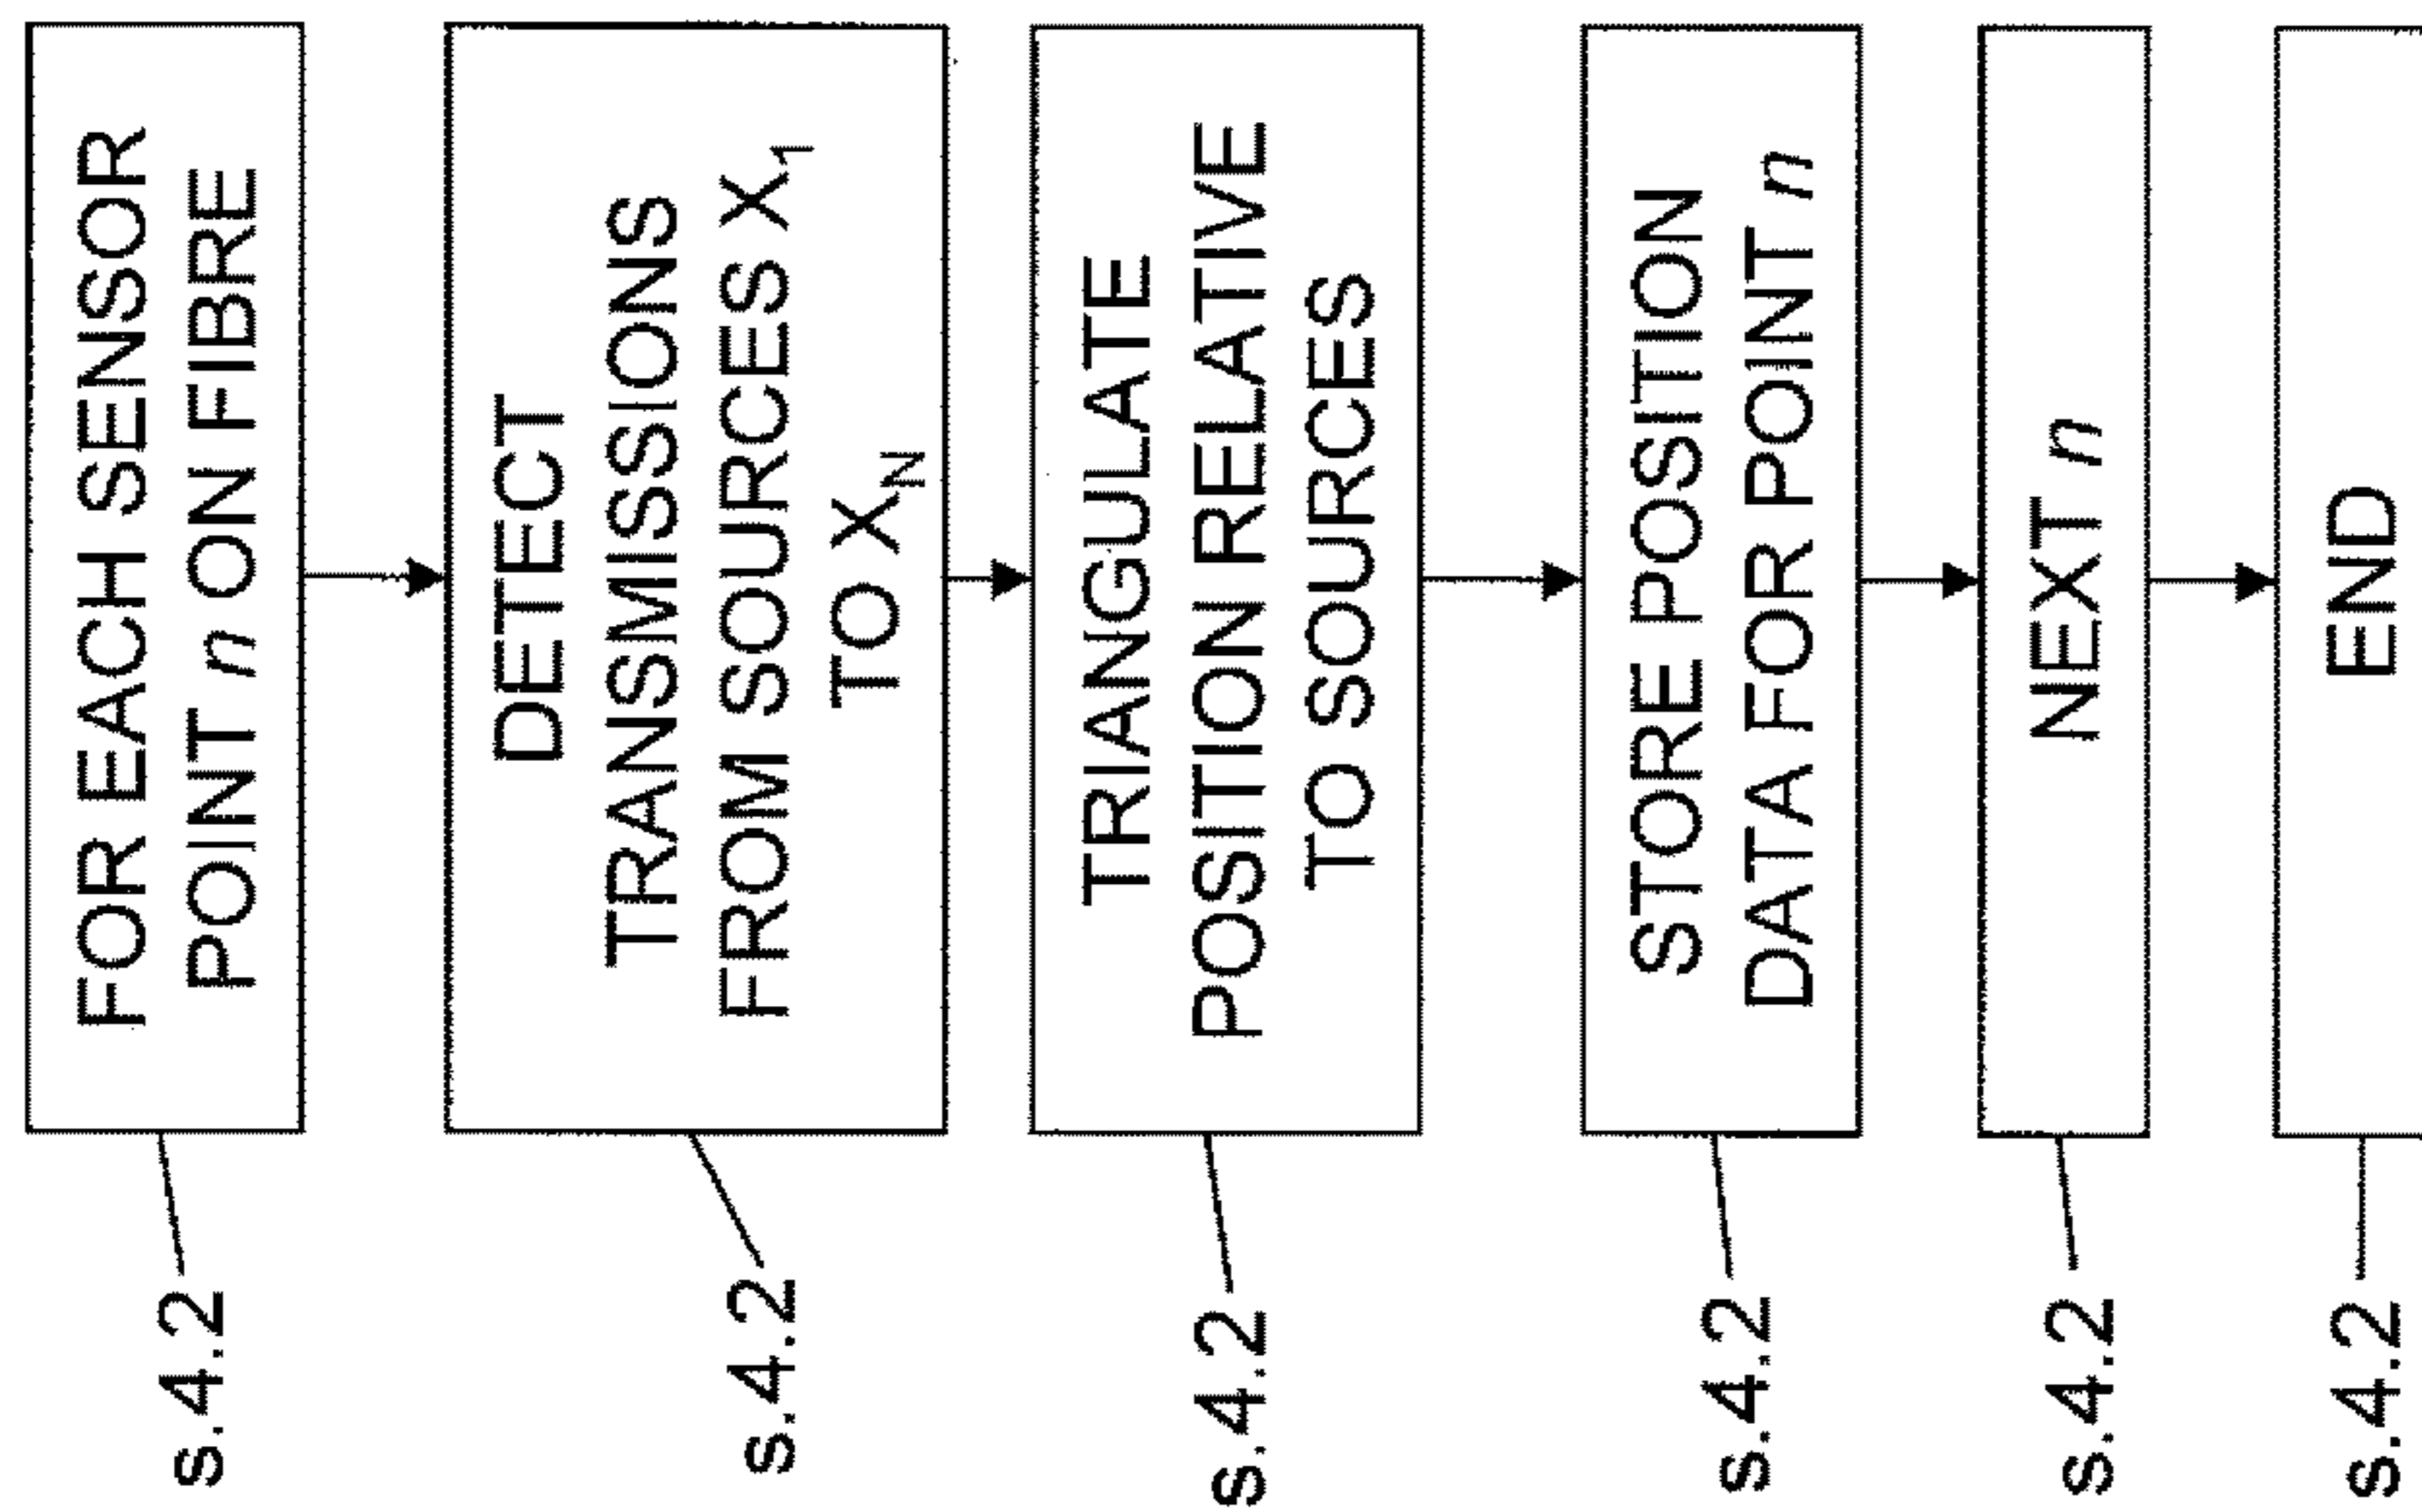 FOR EACH SENSOR
POINT n ON FIBRE
s.4.2
DETECT
TRANSMISSIONS
FROM SOURCES X₁
TO X_N
s.4.2
TRIANGULATE
POSITION RELATIVE
TO SOURCES
s.4.2
STORE POSITION
DATA FOR POINT n
s.4.2
NEXT n
s.4.2
END
s.4.2